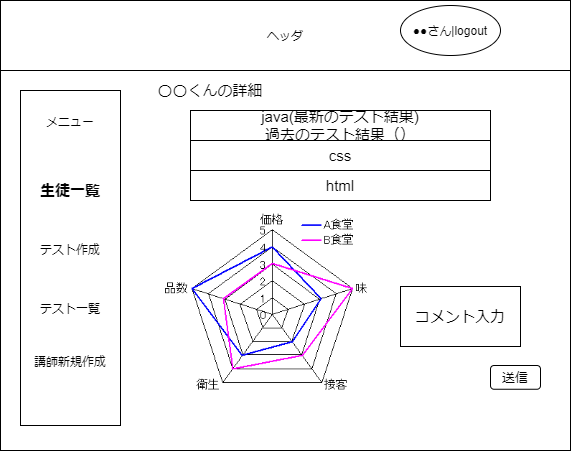 ヘッダ
●●さん|logout
メニュー
生徒一覧
テスト作成
テスト一覧
講師新規作成
〇〇くんの詳細
java(最新のテスト結果)
過去のテスト結果（）
css
html
価格
A食堂
B食堂
5
4
3
2
1
0
品数
味
衛生
接客
コメント入力
送信